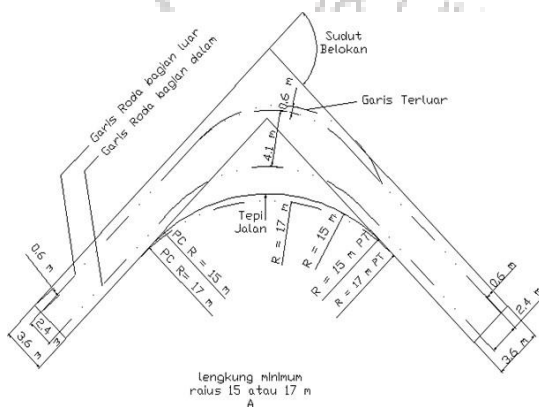 Sudut
Belokan
Garis Roda bagian luar
Garis Roda bagian dalam
0.6 m
Garis Terluar
4.1 m
Tepi
Jalan
R = 17 m
R = 15 m
R = 15 m PT
R = 17 m PT
PC R = 15 m
PC R= 17 m
0.6 m
2.4 m
3.6 m
0.6 m
2.4 m
3.6 m
lengkung minimum
raius 15 atau 17 m
A